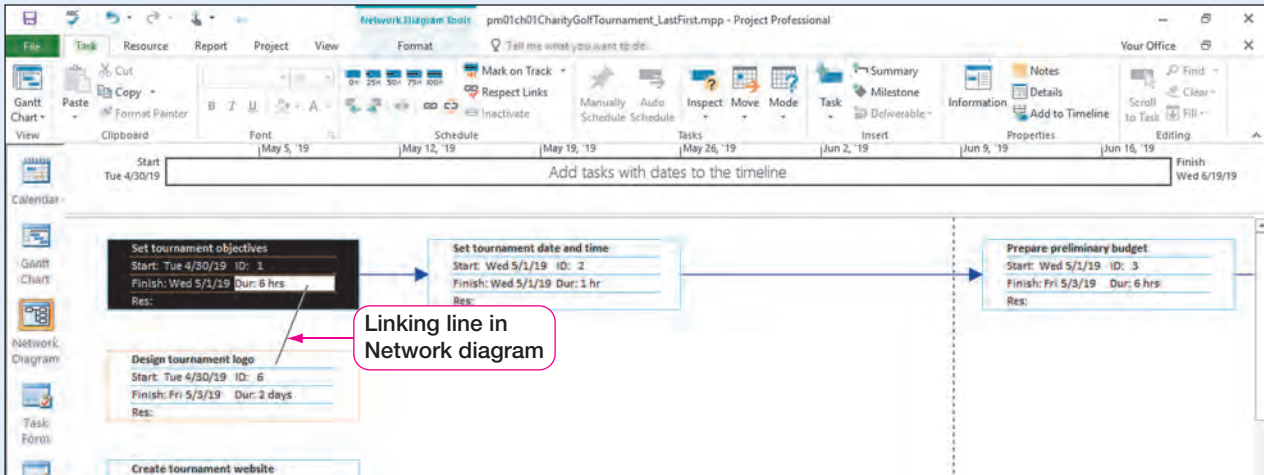 Network Diagram Tools pm01ch01CharityGolfTournament_LastFirst.mpp - Project Professional
File Task Resource Report Project View Format Tell me what you want to do... Your Office
Gantt Chart
View
Paste
Cut
Copy
Format Painter
Clipboard
B I U A
Font
0% 25% 50% 75% 100%
Mark on Track
Respect Links
Inactivate
Schedule
Manually Schedule
Auto Schedule
Inspect Move Mode
Tasks
Task
Summary
Milestone
Deliverable
Insert
Information
Notes
Details
Add to Timeline
Properties
Scroll to Task
Find
Clear
Fill
Editing
May 5, '19 May 12, '19 May 19, '19 May 26, '19 Jun 2, '19 Jun 9, '19 Jun 16, '19
Start
Tue 4/30/19
Add tasks with dates to the timeline
Finish
Wed 6/19/19
Calendar
Gantt Chart
Network Diagram
Task Form
Set tournament objectives
Start: Tue 4/30/19 ID: 1
Finish: Wed 5/1/19 Dur: 6 hrs
Res:
Set tournament date and time
Start: Wed 5/1/19 ID: 2
Finish: Wed 5/1/19 Dur: 1 hr
Res:
Prepare preliminary budget
Start: Wed 5/1/19 ID: 3
Finish: Fri 5/3/19 Dur: 6 hrs
Res:
Linking line in
Network diagram
Design tournament logo
Start: Tue 4/30/19 ID: 6
Finish: Fri 5/3/19 Dur: 2 days
Res:
Create tournament website